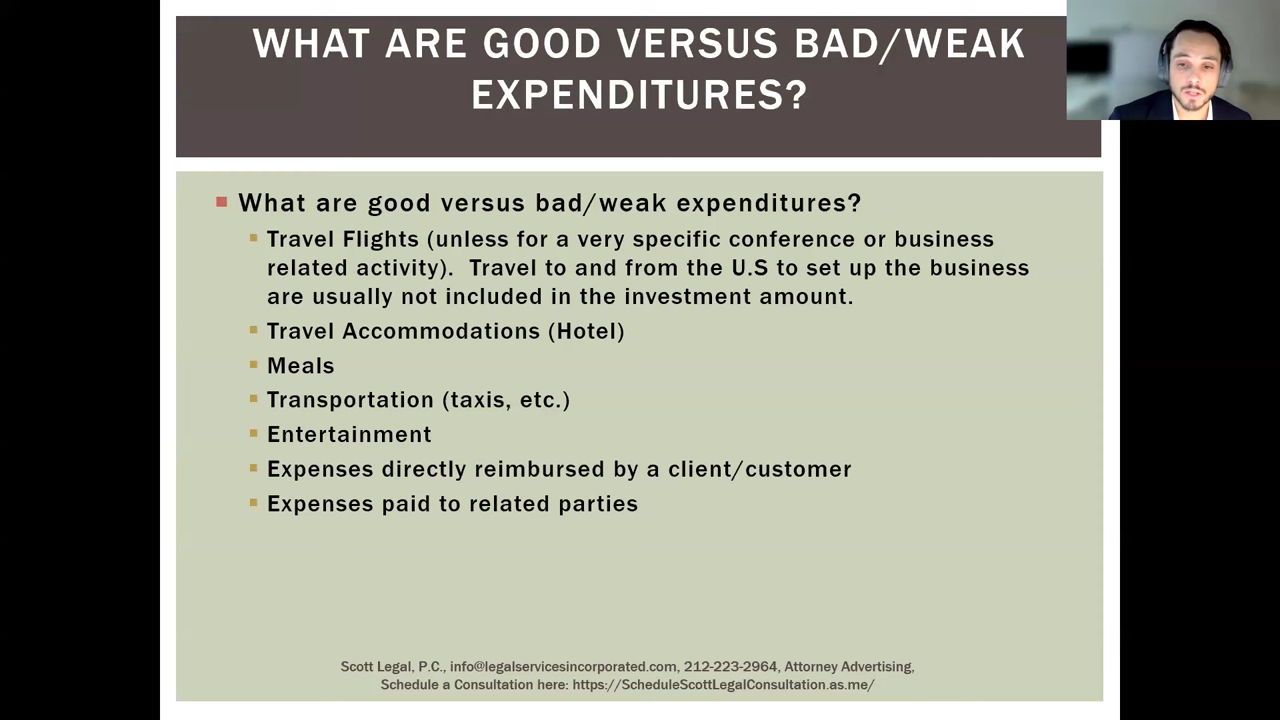 WHAT ARE GOOD VERSUS BAD/WEAK
EXPENDITURES?
What are good versus bad/weak expenditures?
Travel Flights (unless for a very specific conference or business
related activity). Travel to and from the U.S to set up the business
are usually not included in the investment amount.
Travel Accommodations (Hotel)
Meals
Transportation (taxis, etc.)
Entertainment
Expenses directly reimbursed by a client/customer
Expenses paid to related parties
Scott Legal, P.C., info@legalservicesincorporated.com, 212-223-2964, Attorney Advertising,
Schedule a Consultation here: https://ScheduleScottLegalConsultation.as.me/